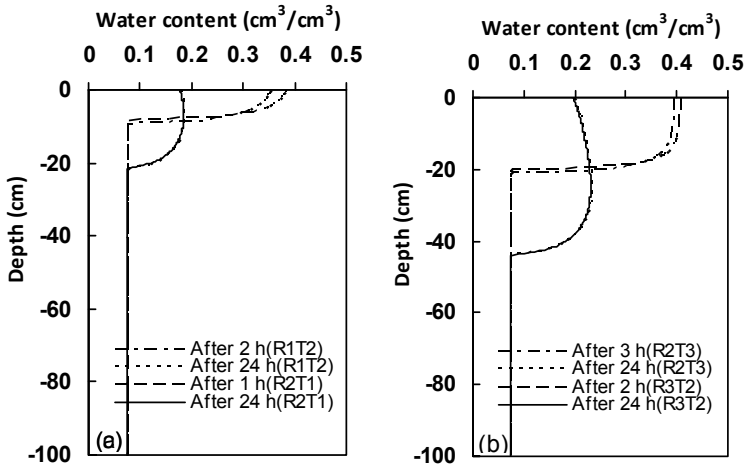 Water content (cm³/cm³)
0 0.1 0.2 0.3 0.4 0.5
0
-20
-40
-60
-80
-100
Depth (cm)
After 2 h(R1T2)
After 24 h(R1T2)
After 1 h(R2T1)
After 24 h(R2T1)
(a)
Water content (cm³/cm³)
0 0.1 0.2 0.3 0.4 0.5
0
-20
-40
-60
-80
-100
Depth (cm)
After 3 h(R2T3)
After 24 h(R2T3)
After 2 h(R3T2)
After 24 h(R3T2)
(b)